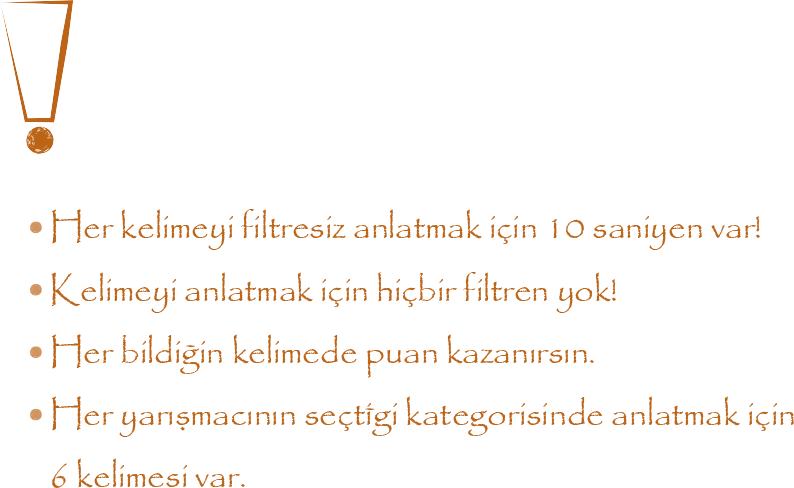 !
• Her kelimeyi filtresiz anlatmak için 10 saniyen var!
• Kelimeyi anlatmak için hiçbir filtren yok!
• Her bildiğin kelimede puan kazanırsın.
• Her yarışmacının seçtiği kategorisinde anlatmak için
6 kelimesi var.